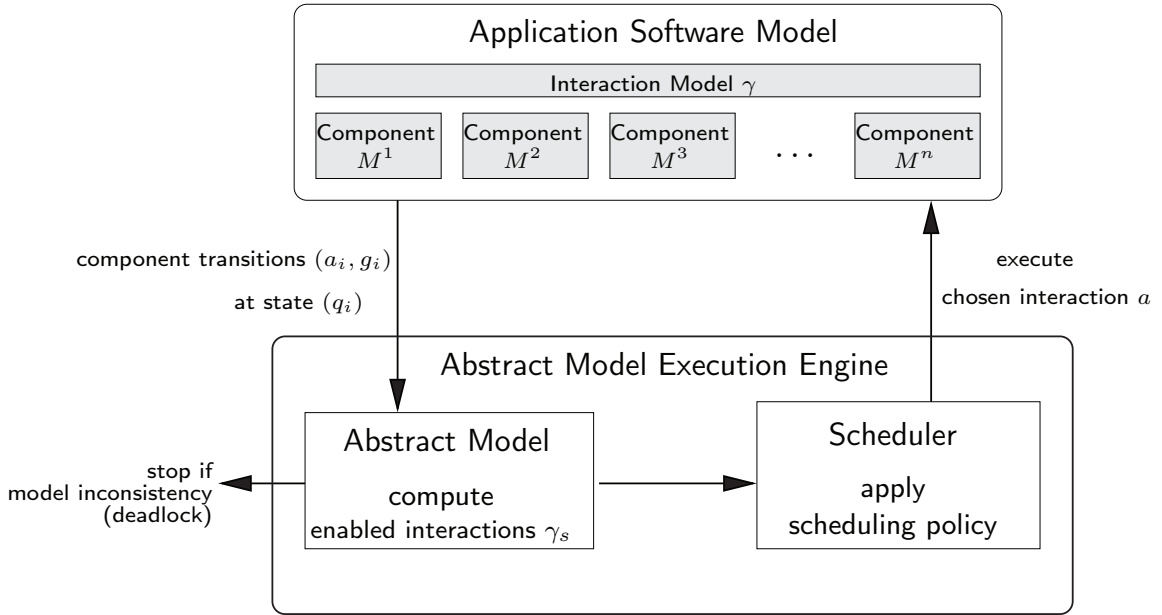 Application Software Model
Interaction Model γ
Component Component Component Component
M¹ M² M³ . . . Mⁿ
component transitions (aᵢ, gᵢ)
at state (qᵢ)
execute
chosen interaction a
Abstract Model Execution Engine
Abstract Model
compute
enabled interactions γₛ
Scheduler
apply
scheduling policy
stop if
model inconsistency
(deadlock)